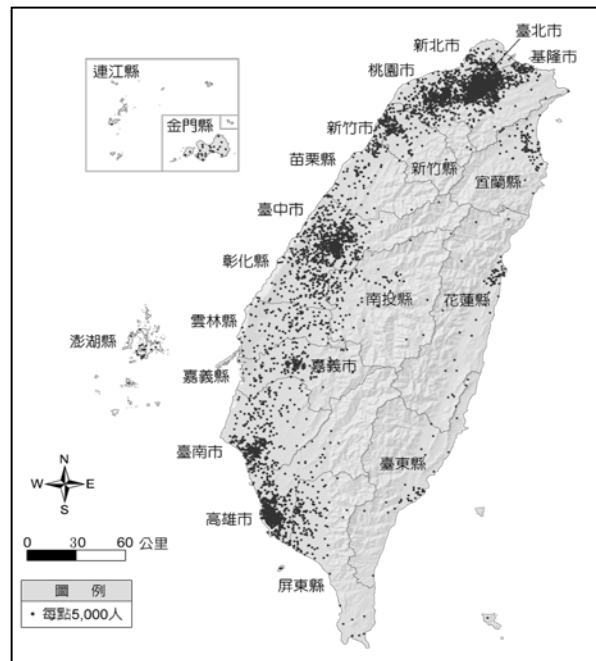 臺北市
新北市
基隆市
連江縣
桃園市
金門縣
新竹市
苗栗縣
新竹縣
宜蘭縣
臺中市
彰化縣
南投縣
花蓮縣
雲林縣
澎湖縣
嘉義縣
嘉義市
臺南市
臺東縣
N
W E
S
高雄市
0 30 60 公里
屏東縣
圖 例
• 每點5,000人